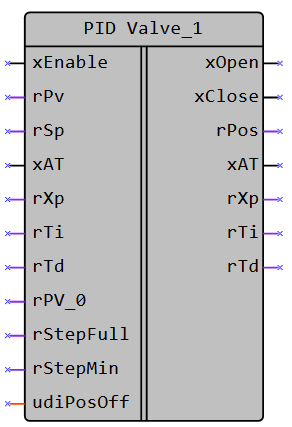 PID Valve_1
xEnable xOpen
rPv xClose
rSp rPos
xAT xAT
rXp rXp
rTi rTi
rTd rTd
rPV_0
rStepFull
rStepMin
udiPosOff